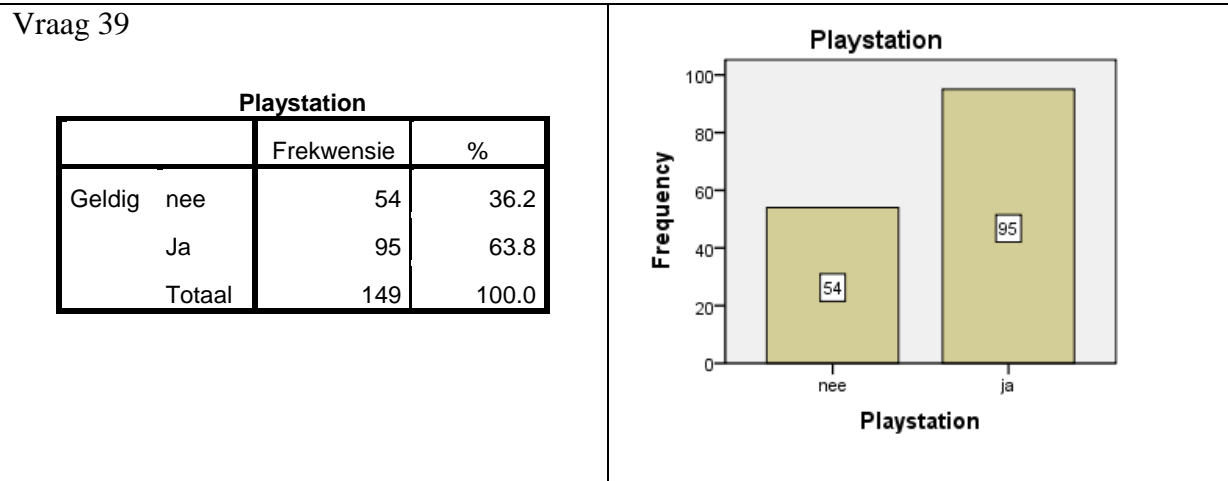 Vraag 39
Playstation
Frekwensie %
Geldig nee 54 36.2
Ja 95 63.8
Totaal 149 100.0
Playstation
Frequency
100
80
60
40
20
0
54
95
nee ja
Playstation